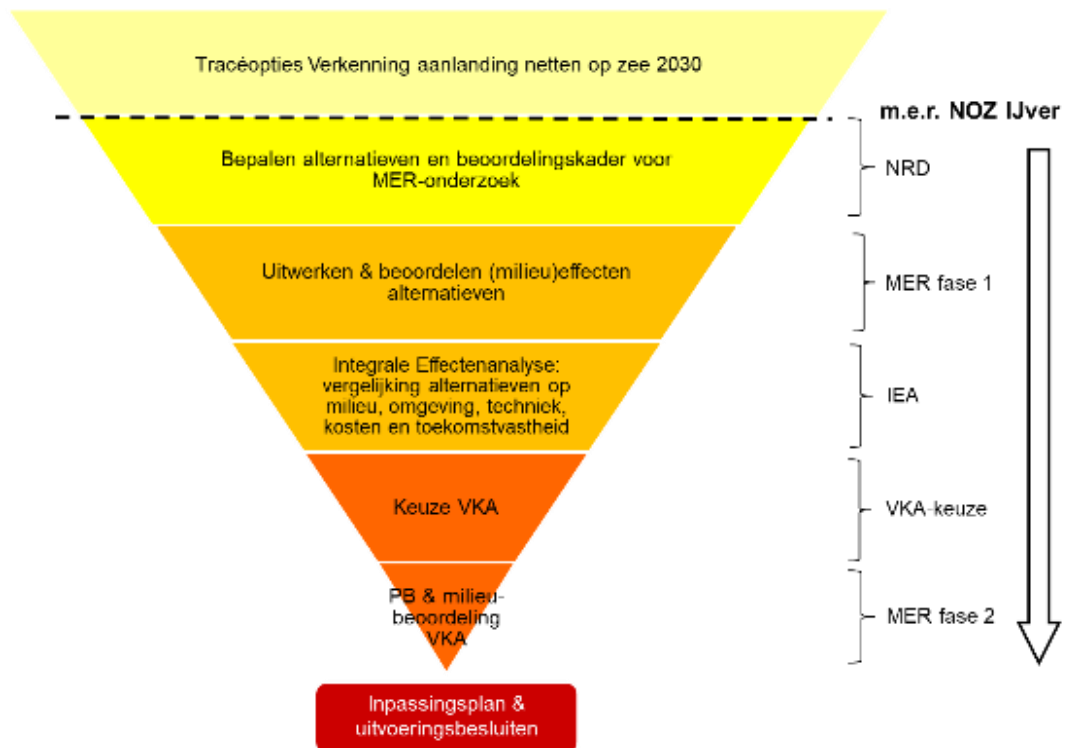 Tracéopties Verkenning aanlanding netten op zee 2030
m.e.r. NOZ IJver
Bepalen alternatieven en beoordelingskader voor
MER-onderzoek
NRD
Uitwerken & beoordelen (milieu)effecten
alternatieven
MER fase 1
Integrale Effectenanalyse:
vergelijking alternatieven op
milieu, omgeving, techniek,
kosten en toekomstvastheid
IEA
Keuze VKA
VKA-keuze
PB & milieu-
beoordeling
VKA
MER fase 2
Inpassingsplan &
uitvoeringsbesluiten